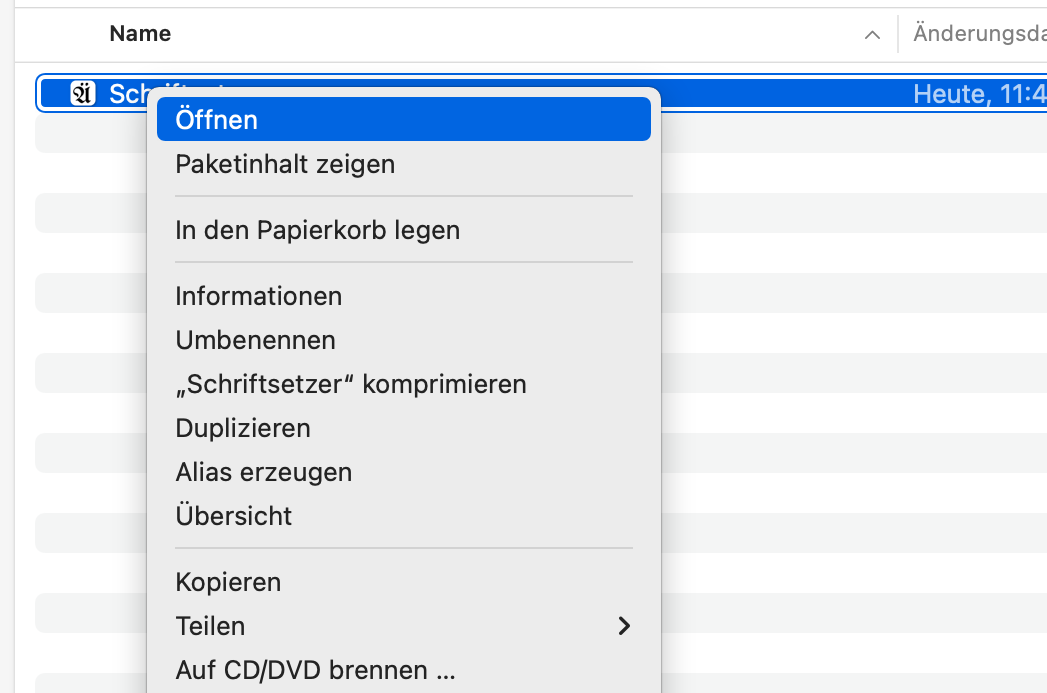 Name
Änderungsda
Heute, 11:4
Öffnen
Paketinhalt zeigen
In den Papierkorb legen
Informationen
Umbenennen
„Schriftsetzer“ komprimieren
Duplizieren
Alias erzeugen
Übersicht
Kopieren
Teilen
Auf CD/DVD brennen ...